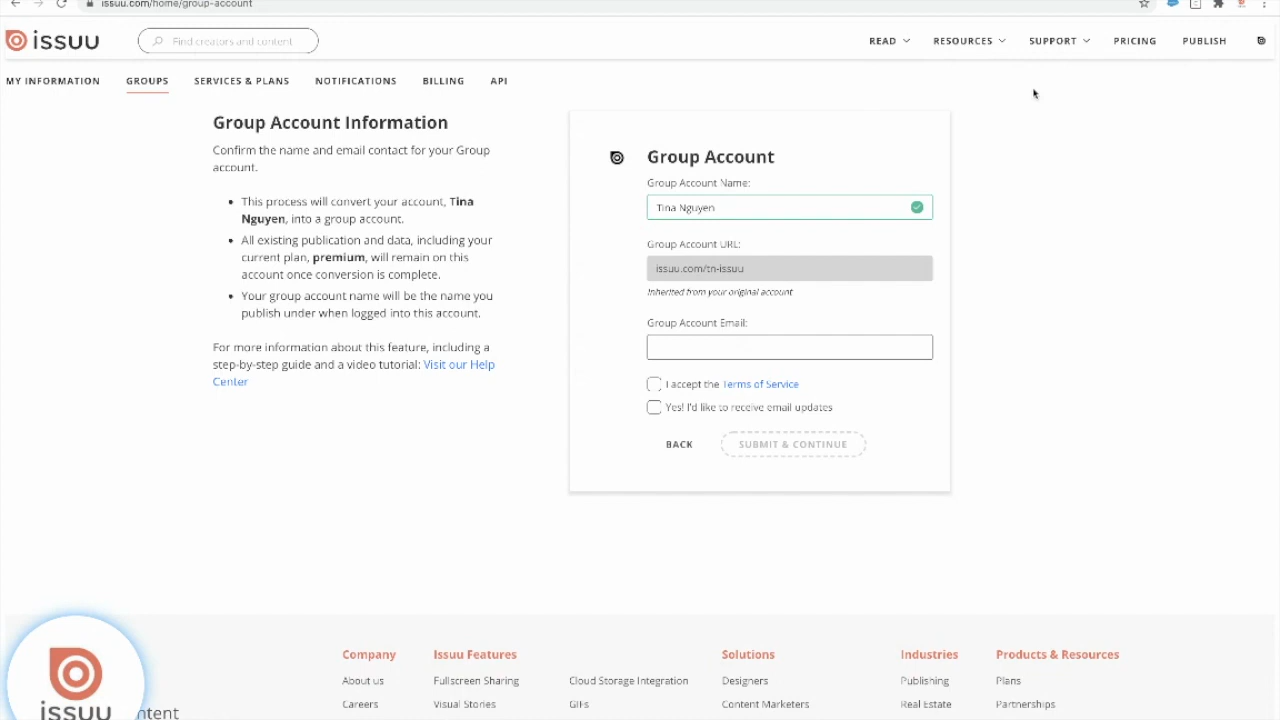 issuu.com/home/group-account
issuu
Find creators and content
READ
RESOURCES
SUPPORT
PRICING
PUBLISH
MY INFORMATION
GROUPS
SERVICES & PLANS
NOTIFICATIONS
BILLING
API
Group Account Information
Confirm the name and email contact for your Group
account.
• This process will convert your account, Tina
Nguyen, into a group account.
• All existing publication and data, including your
current plan, premium, will remain on this
account once conversion is complete.
• Your group account name will be the name you
publish under when logged into this account.
For more information about this feature, including a
step-by-step guide and a video tutorial: Visit our Help
Center
Group Account
Group Account Name:
Tina Nguyen
Group Account URL:
issuu.com/tn-issuu
Inherited from your original account
Group Account Email:
I accept the Terms of Service
Yes! I'd like to receive email updates
BACK
SUBMIT & CONTINUE
issuu
ntent
Company
About us
Careers
Issuu Features
Fullscreen Sharing
Visual Stories
Cloud Storage Integration
GIFs
Solutions
Designers
Content Marketers
Industries
Publishing
Real Estate
Products & Resources
Plans
Partnerships